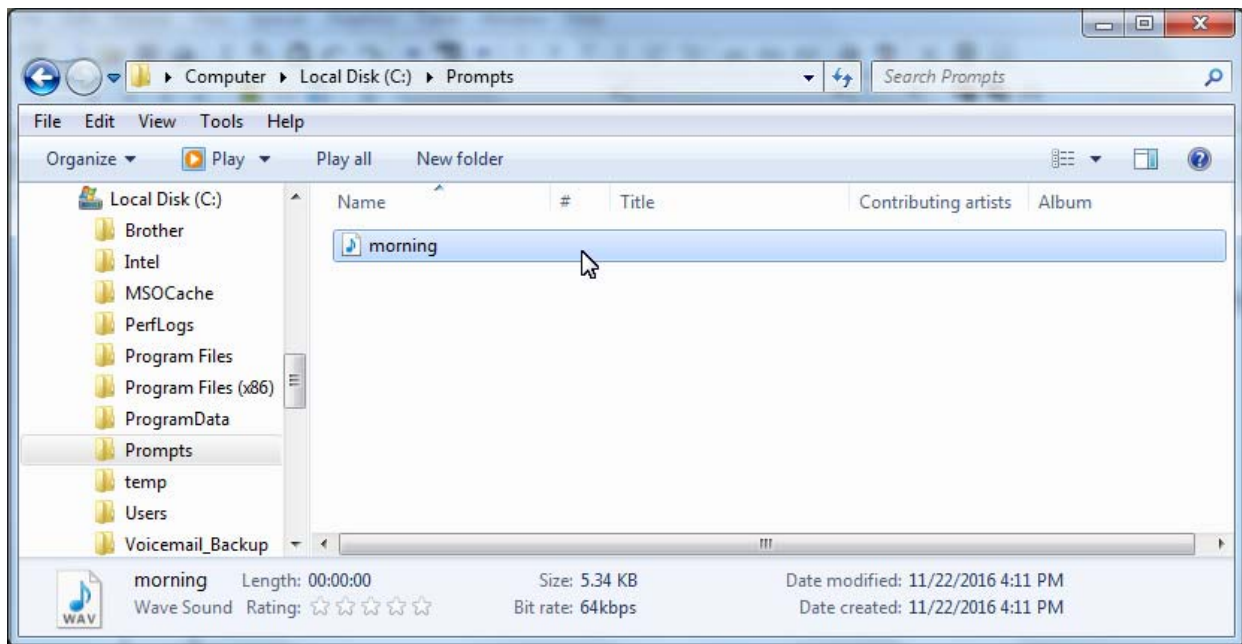 Computer Local Disk (C:) Prompts Search Prompts
File Edit View Tools Help
Organize Play Play all New folder
Local Disk (C:)
Brother
Intel
MSOCache
PerfLogs
Program Files
Program Files (x86)
ProgramData
Prompts
temp
Users
Voicemail_Backup
Name # Title Contributing artists Album
morning
morning Length: 00:00:00 Size: 5.34 KB Date modified: 11/22/2016 4:11 PM
Wave Sound Rating: Bit rate: 64kbps Date created: 11/22/2016 4:11 PM
WAV